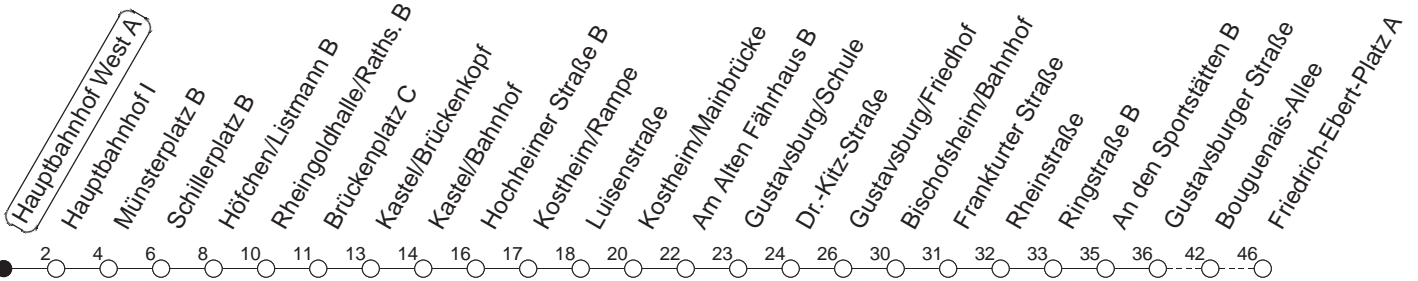 Hauptbahnhof West A
Hauptbahnhof I
Münsterplatz B
Schillerplatz B
Höfchen/Listmann B
Rheingoldhalle/Raths. B
Brückenplatz C
Kastel/Brückenkopf
Kastel/Bahnhof
Hochheimer Straße B
Kostheim/Rampe
Luisenstraße
Kostheim/Mainbrücke
Am Alten Fährhaus B
Gustavsburg/Schule
Dr.-Kitz-Straße
Gustavsburg/Friedhof
Bischofsheim/Bahnhof
Frankfurter Straße
Rheinstraße
Ringstraße B
An den Sportstätten B
Gustavsburger Straße
Bouguenais-Allee
Friedrich-Ebert-Platz A
2 4 6 8 10 11 13 14 16 17 18 20 22 23 24 26 30 31 32 33 35 36 42 46